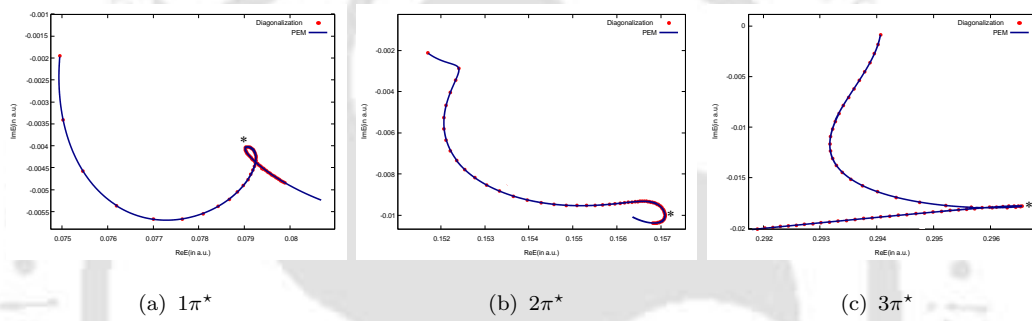 -0.001
-0.0015
-0.002
-0.0025
-0.003
-0.0035
-0.004
-0.0045
-0.005
-0.0055
ImE(in a.u.)
Diagonalization
PEM
*
0.075 0.076 0.077 0.078 0.079 0.08
ReE(in a.u.)
(a) 1π⋆
-0.002
-0.004
-0.006
-0.008
-0.01
ImE(in a.u.)
Diagonalization
PEM
*
0.152 0.153 0.154 0.155 0.156 0.157
ReE(in a.u.)
(b) 2π⋆
0
-0.005
-0.01
-0.015
-0.02
ImE(in a.u.)
Diagonalization
PEM
*
0.292 0.293 0.294 0.295 0.296
ReE(in a.u.)
(c) 3π⋆